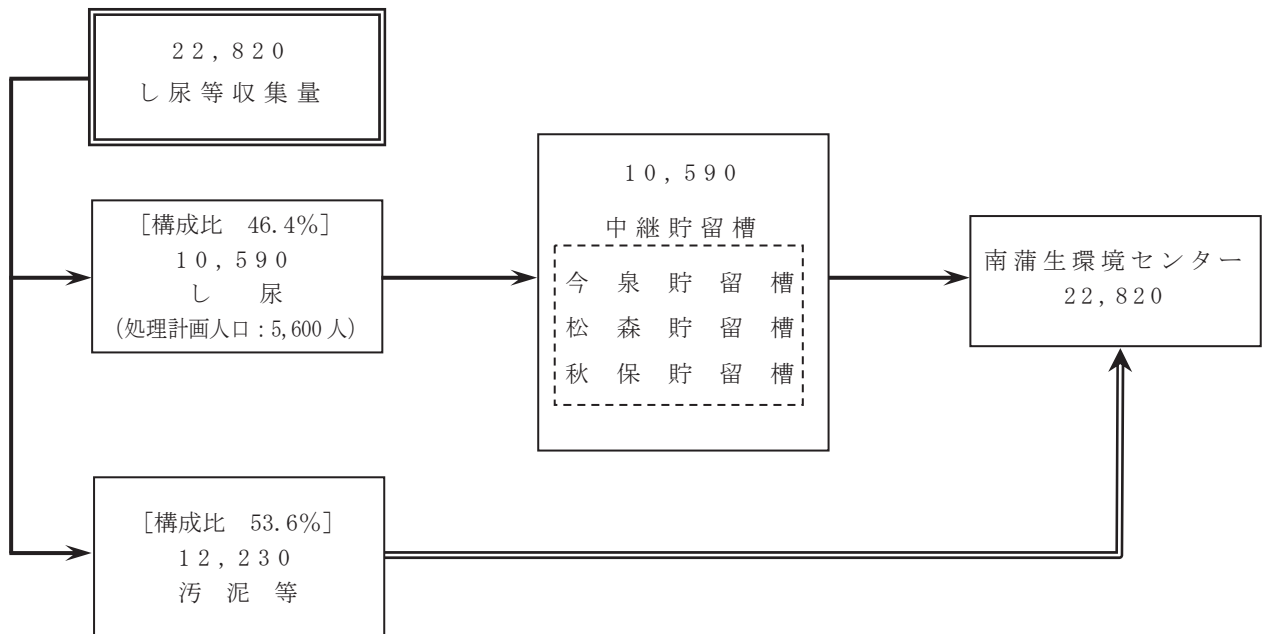 22,820
し尿等収集量
［構成比　46.4%］
10,590
し　尿
（処理計画人口：5,600人）
10,590
中継貯留槽
今泉貯留槽
松森貯留槽
秋保貯留槽
南蒲生環境センター
22,820
［構成比　53.6%］
12,230
汚泥等